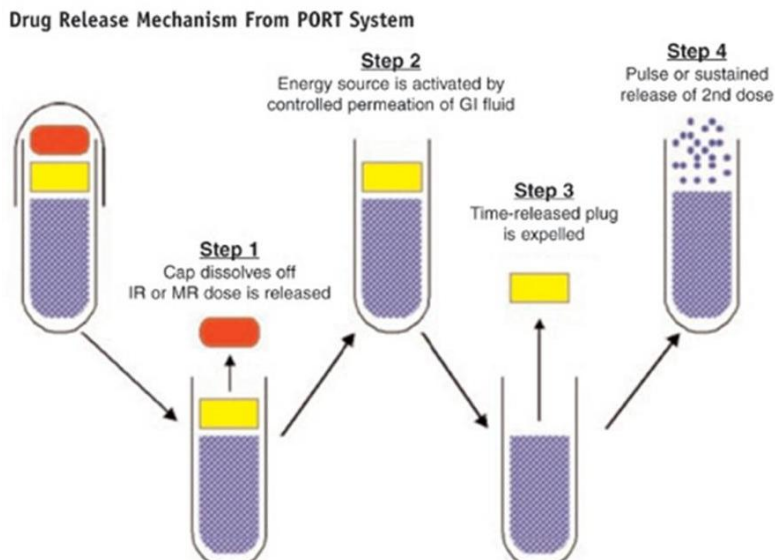 Drug Release Mechanism From PORT System
Step 1
Cap dissolves off
IR or MR dose is released
Step 2
Energy source is activated by
controlled permeation of GI fluid
Step 3
Time-released plug
is expelled
Step 4
Pulse or sustained
release of 2nd dose